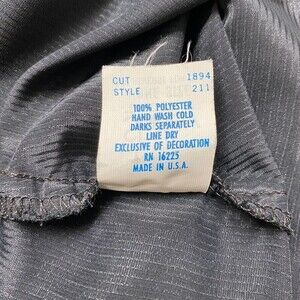 CUT 1894
STYLE 211
100% POLYESTER
HAND WASH COLD
DARKS SEPARATELY
LINE DRY
EXCLUSIVE OF DECORATION
RN 16225
MADE IN U.S.A.